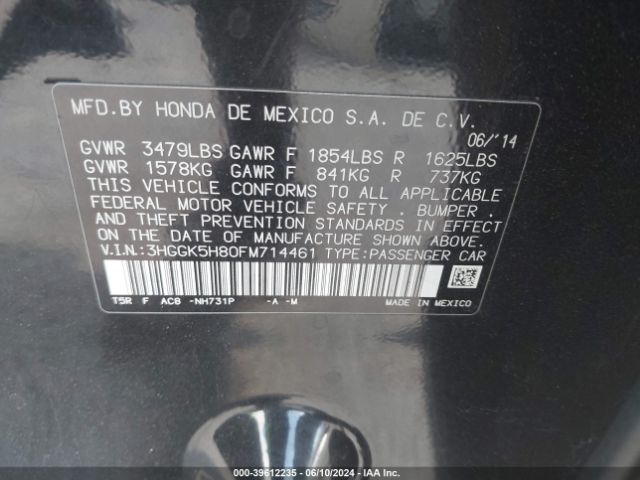 MFD.BY HONDA DE MEXICO S.A. DE C.V.
06/'14
GVWR 3479LBS GAWR F 1854LBS R 1625LBS
GVWR 1578KG GAWR F 841KG R 737KG
THIS VEHICLE CONFORMS TO ALL APPLICABLE
FEDERAL MOTOR VEHICLE SAFETY . BUMPER .
AND THEFT PREVENTION STANDARDS IN EFFECT
ON THE DATE OF MANUFACTURE SHOWN ABOVE.
V.I.N.:3HGGK5H80FM714461 TYPE:PASSENGER CAR
T5R F AC8 -NH731P -A -M
MADE IN MEXICO
000-39612235 - 06/10/2024 - IAA Inc.